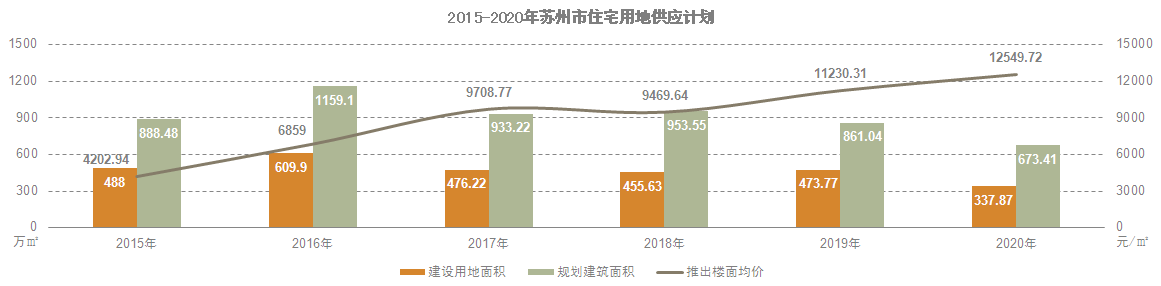 2015-2020年苏州市住宅用地供应计划
1500 15000
12549.72
1200 1159.1 11230.31 12000
9708.77 9469.64
900 888.48 6859 933.22 953.55 861.04 9000
600 4202.94 609.9 673.41 6000
488 476.22 455.63 473.77
300 337.87 3000
0 0
万㎡ 2015年 2016年 2017年 2018年 2019年 2020年 元/㎡
建设用地面积 规划建筑面积 推出楼面均价